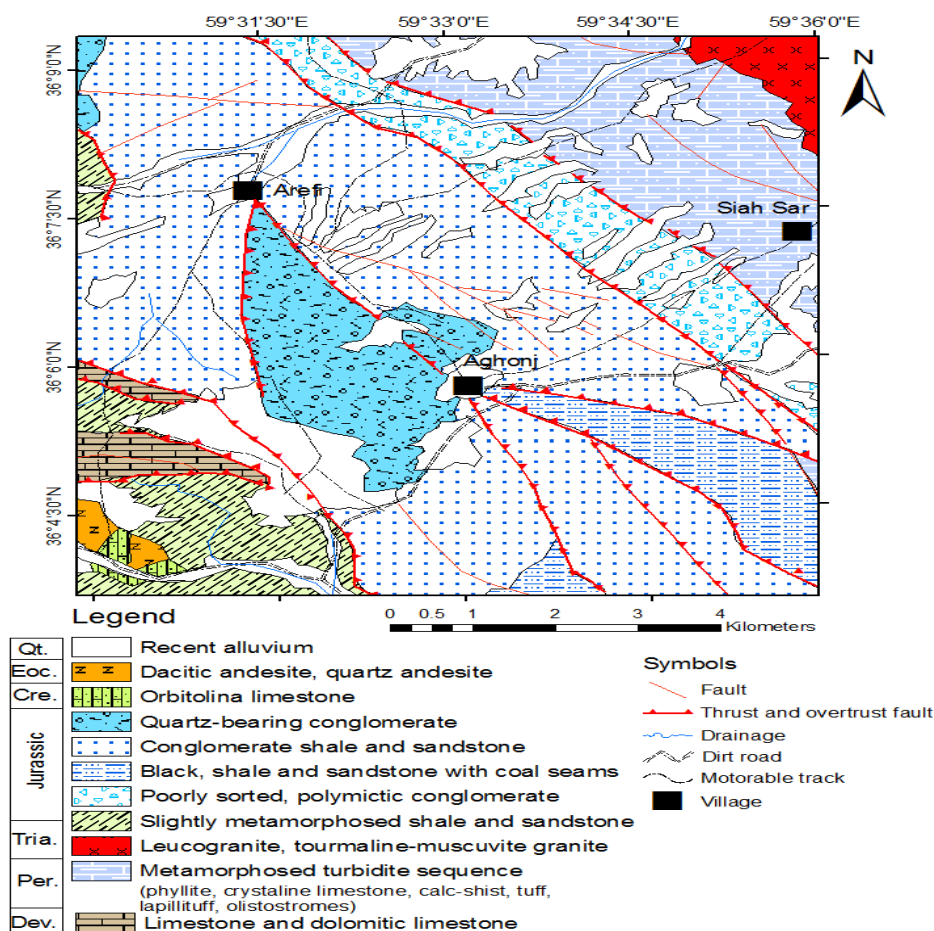 59°31'30"E 59°33'0"E 59°34'30"E 59°36'0"E
N
36°9'0"N
36°7'30"N
36°6'0"N
36°4'30"N
Arefin
Siah Sar
Aghonj
Legend
0 0.5 1 2 3 4
Kilometers
Qt. Recent alluvium
Eoc. Dacitic andesite, quartz andesite
Cre. Orbitolina limestone
Jurassic
Quartz-bearing conglomerate
Conglomerate shale and sandstone
Black, shale and sandstone with coal seams
Poorly sorted, polymictic conglomerate
Slightly metamorphosed shale and sandstone
Tria. Leucogranite, tourmaline-muscuvite granite
Per. Metamorphosed turbidite sequence
(phyllite, crystaline limestone, calc-shist, tuff,
lapillituff, olistostromes)
Dev. Limestone and dolomitic limestone
Symbols
Fault
Thrust and overtrust fault
Drainage
Dirt road
Motorable track
Village